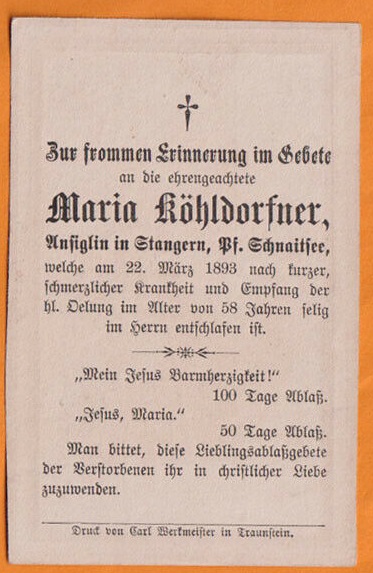 Zur frommen Erinnerung im Gebete
an die ehrengeachtete
Maria Köhldorfner,
Ansiglin in Stangern, Pf. Schnaitsee,
welche am 22. März 1893 nach kurzer,
schmerzlicher Krankheit und Empfang der
hl. Oelung im Alter von 58 Jahren selig
im Herrn entschlafen ist.
„Mein Jesus Barmherzigkeit!"
100 Tage Ablaß.
„Jesus, Maria."
50 Tage Ablaß.
Man bittet, diese Lieblingsablaßgebete
der Verstorbenen ihr in christlicher Liebe
zuzuwenden.
Druck von Carl Werkmeister in Traunstein.